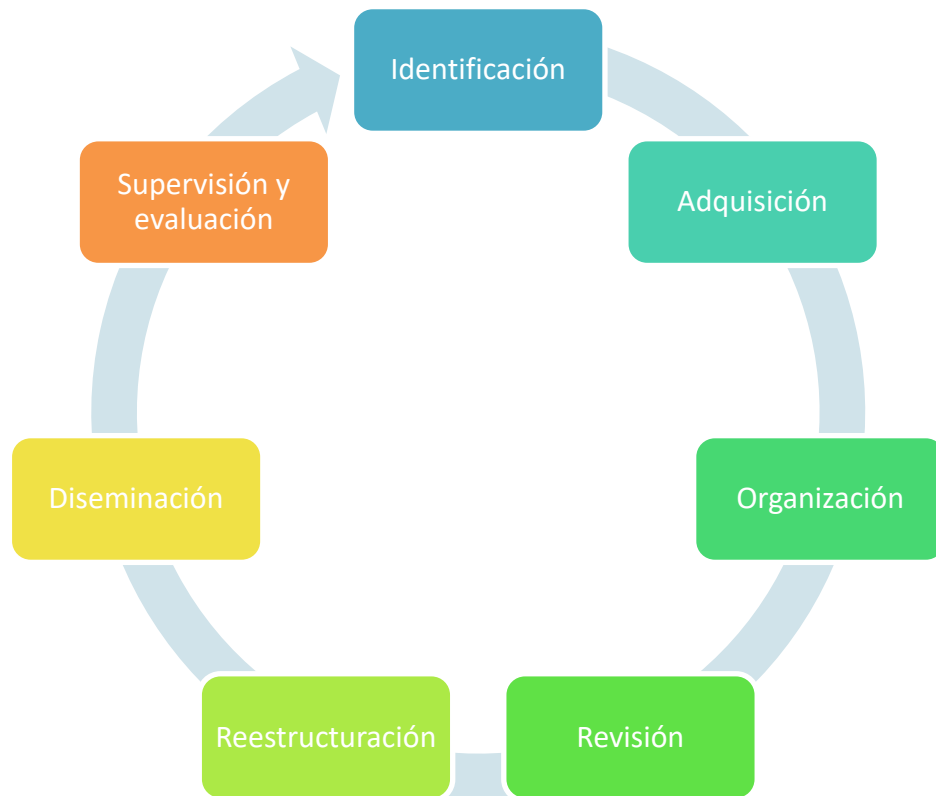 Identificación
Adquisición
Organización
Revisión
Reestructuración
Diseminación
Supervisión y
evaluación